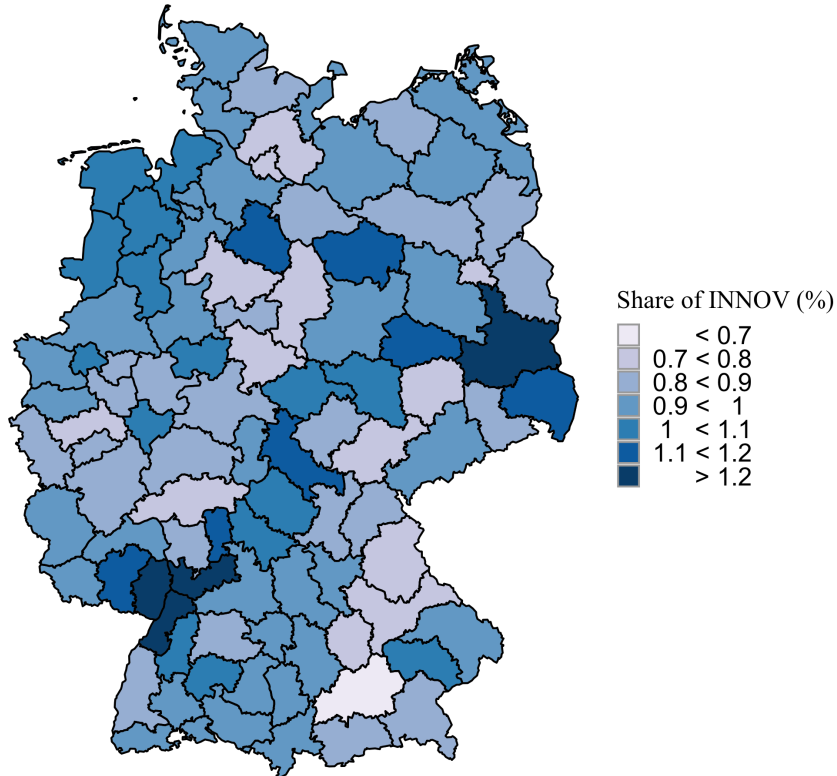 Share of INNOV (%)
< 0.7
0.7 < 0.8
0.8 < 0.9
0.9 < 1
1 < 1.1
1.1 < 1.2
> 1.2